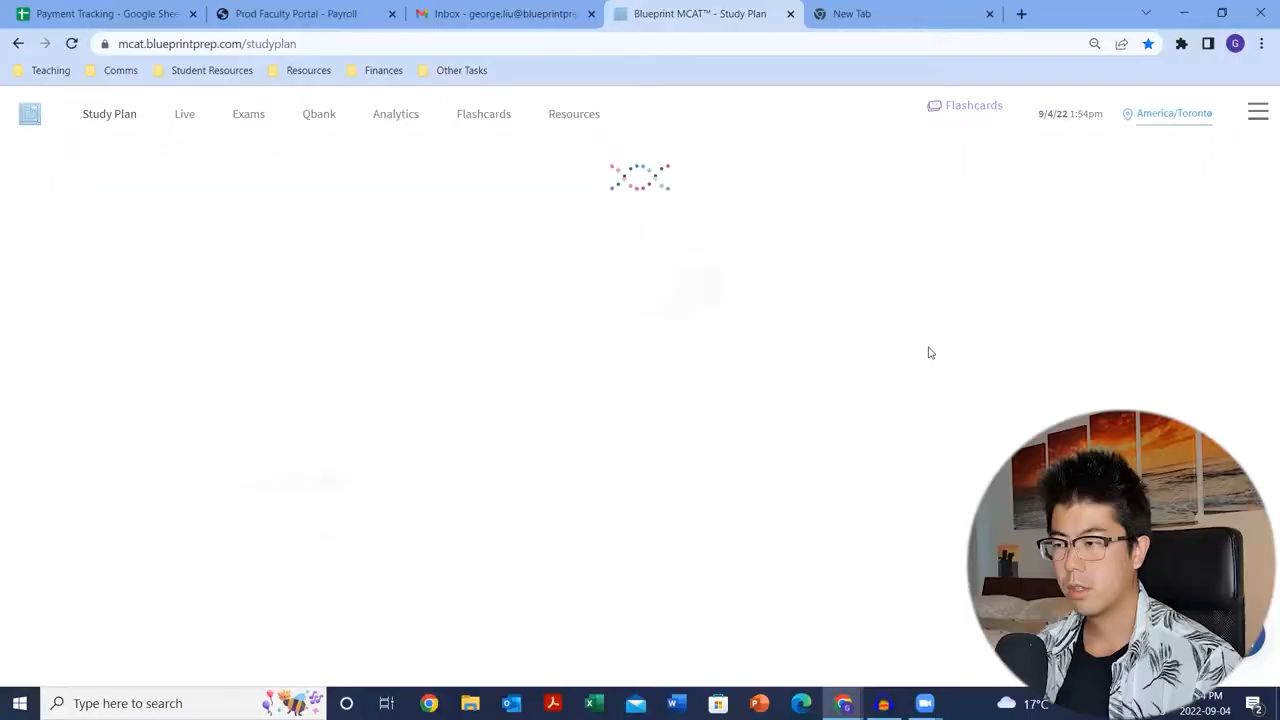 Payment Tracking - Google Shee
Prod Faculty Portal - Payroll
Inbox - george.liu@blueprintpre
Blueprint MCAT™ - Study Plan
New Tab
mcat.blueprintprep.com/studyplan
G
Teaching
Comms
Student Resources
Resources
Finances
Other Tasks
Study Plan
Live
Exams
Qbank
Analytics
Flashcards
Resources
Flashcards
9/4/22 1:54pm
America/Toronto
Type here to search
17°C
PM
2022-09-04
2